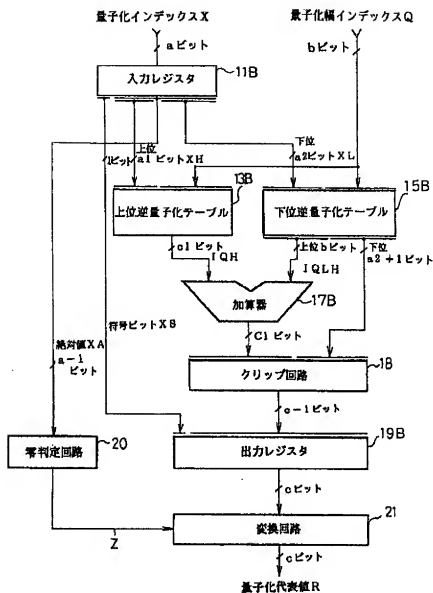 量子化インデックスX
量子化幅インデックスQ
aビット
bビット
入力レジスタ
11B
1ビット
上位
a1ビットXH
下位
a2ビットXL
13B
上位逆量子化テーブル
15B
下位逆量子化テーブル
c1ビット
IQH
上位bビット
IQLH
下位
a2+1ビット
加算器
17B
絶対値XA
a-1
ビット
符号ビットXS
C1ビット
クリップ回路
18
c-1ビット
零判定回路
20
出力レジスタ
19B
cビット
Z
変換回路
21
cビット
量子化代表値R